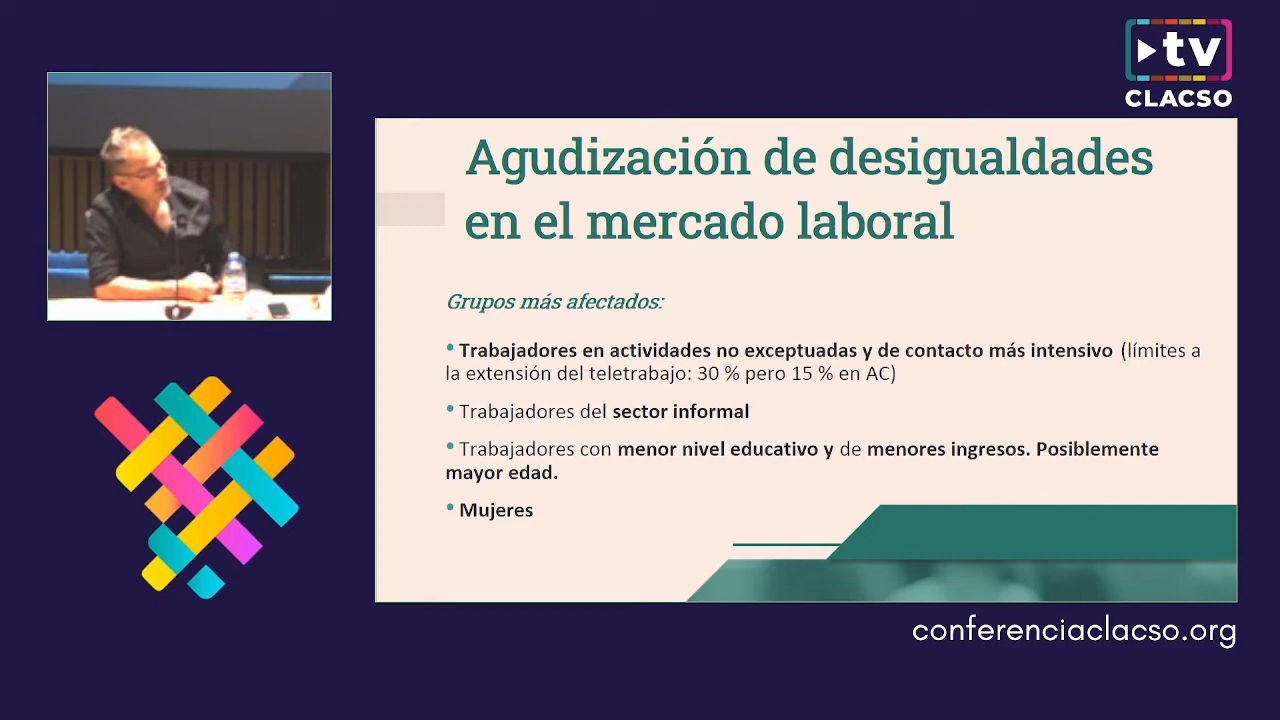 tv
CLACSO
Agudización de desigualdades
en el mercado laboral
Grupos más afectados:
• Trabajadores en actividades no exceptuadas y de contacto más intensivo (límites a
la extensión del teletrabajo: 30 % pero 15 % en AC)
• Trabajadores del sector informal
• Trabajadores con menor nivel educativo y de menores ingresos. Posiblemente
mayor edad.
• Mujeres
conferenciaclacso.org